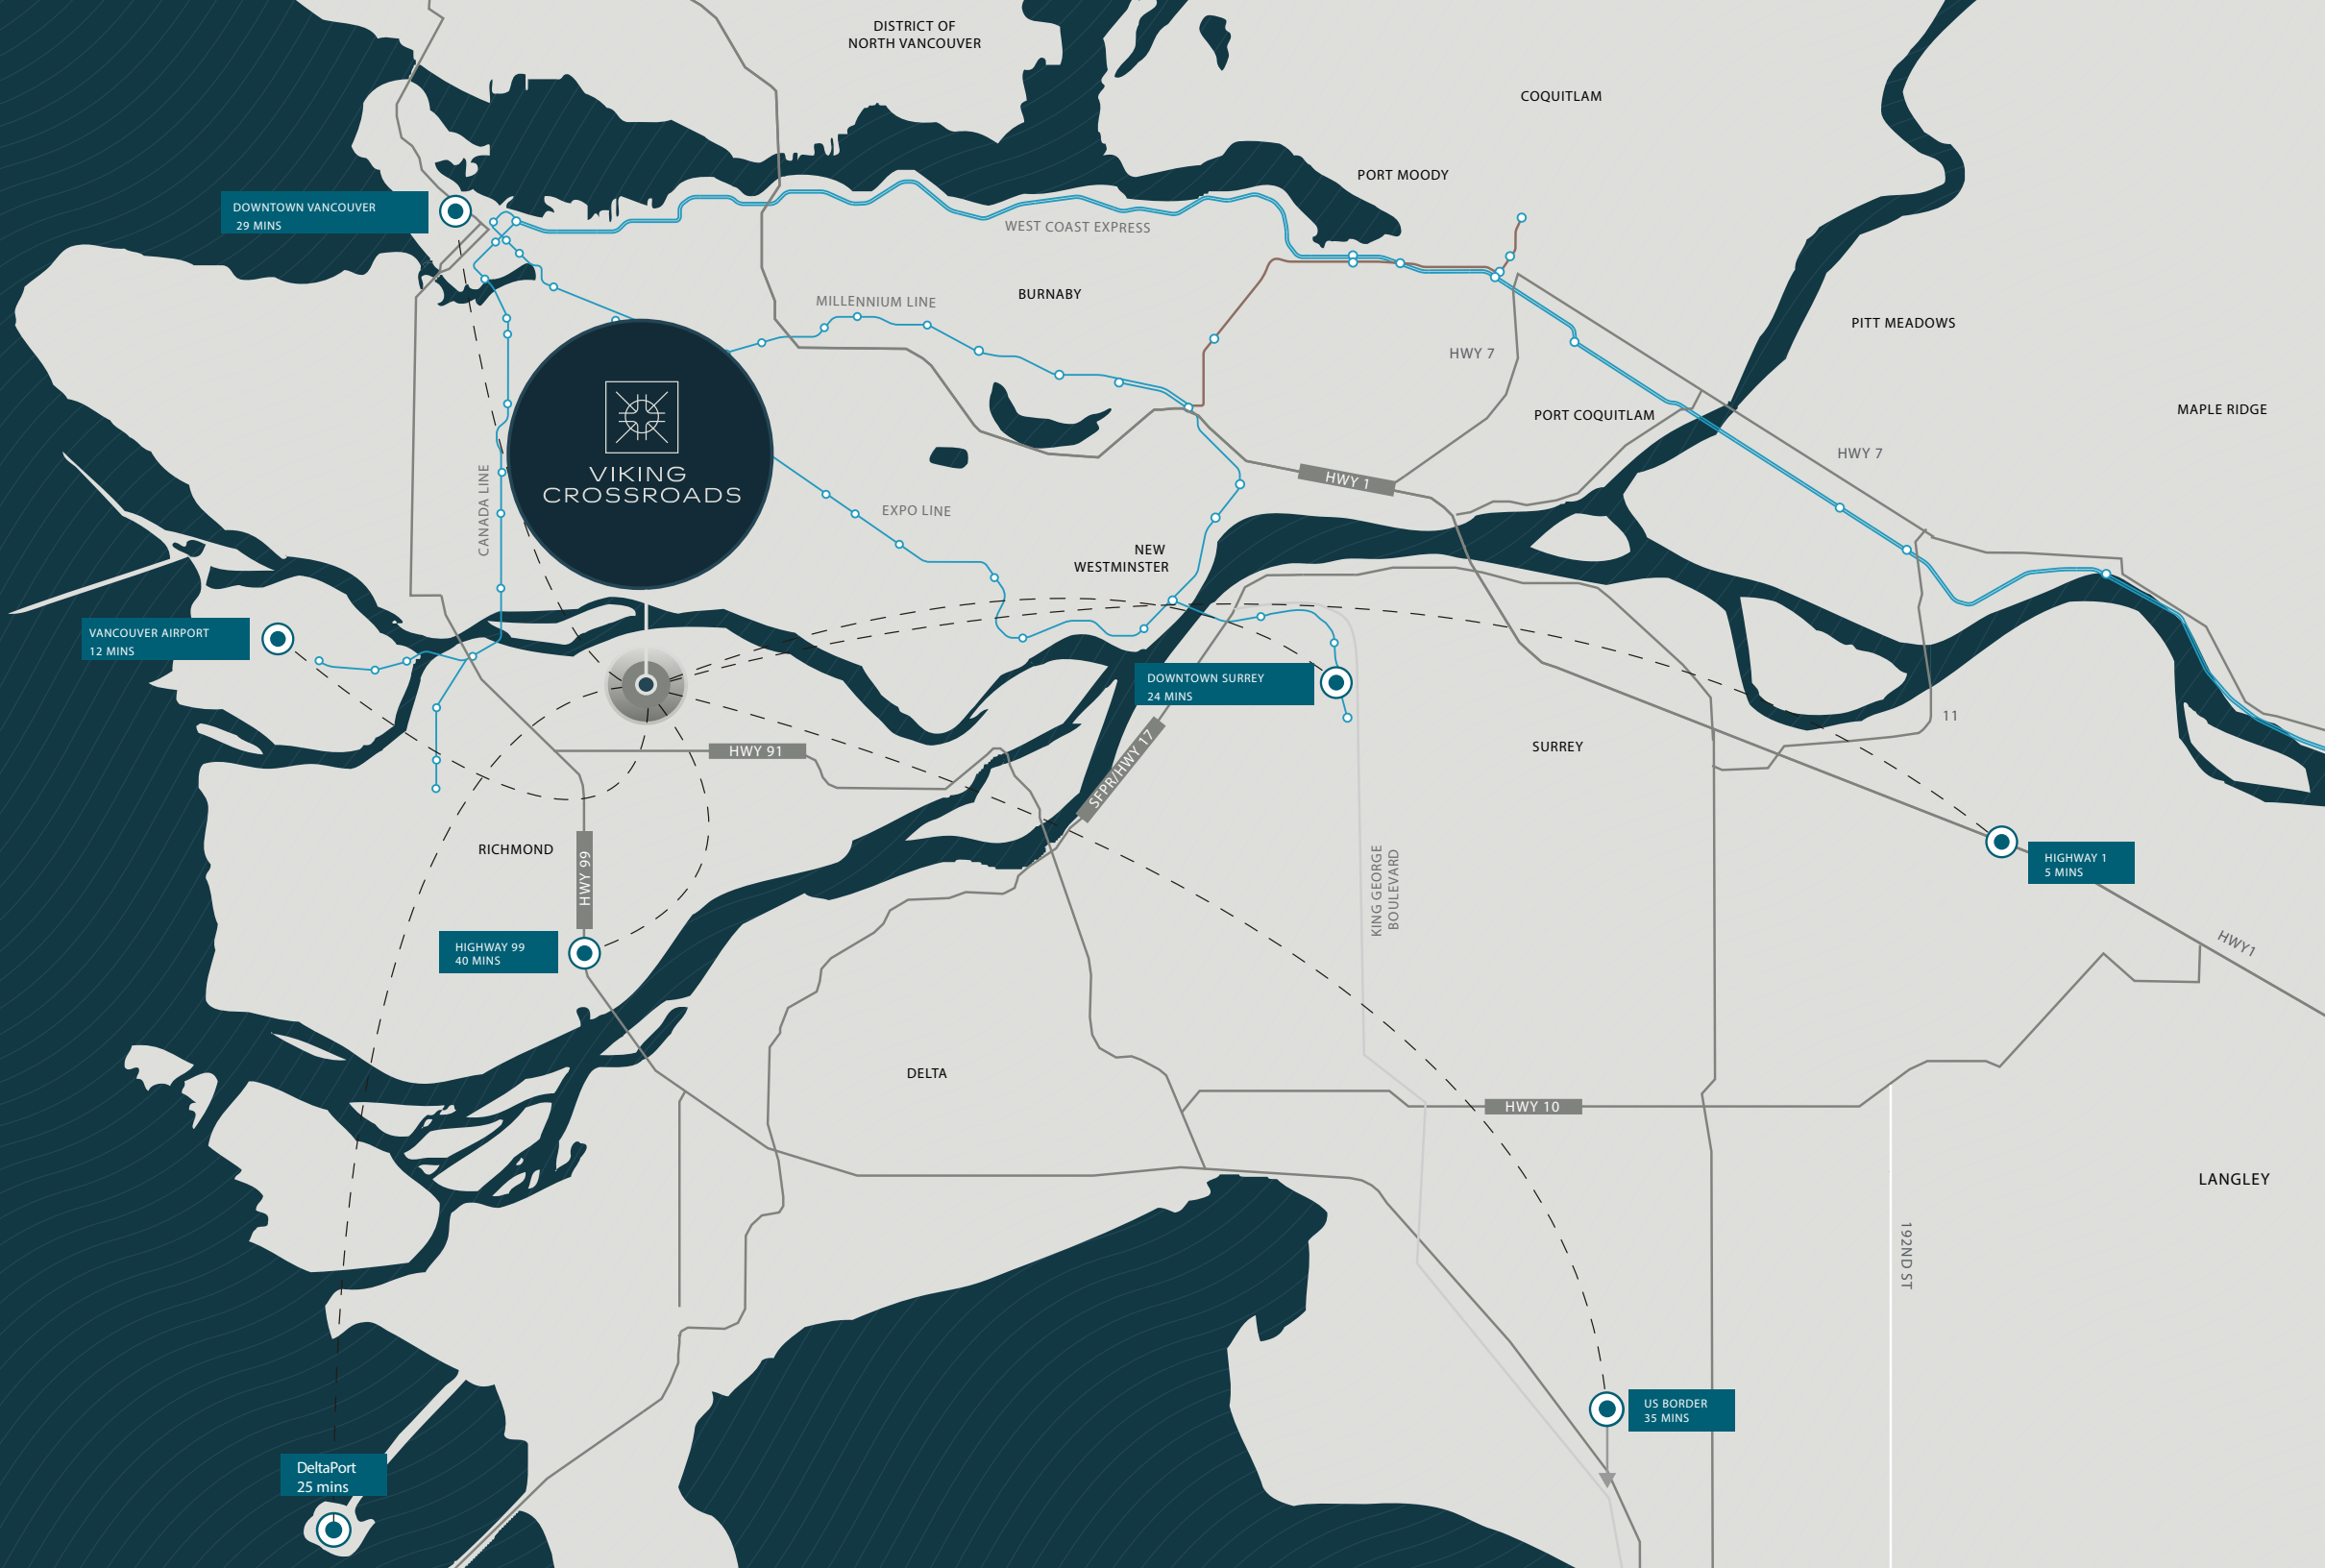 DISTRICT OF
NORTH VANCOUVER
COQUITLAM
PORT MOODY
DOWNTOWN VANCOUVER
29 MINS
WEST COAST EXPRESS
MILLENNIUM LINE
BURNABY
HWY 7
PITT MEADOWS
PORT COQUITLAM
MAPLE RIDGE
HWY 7
VIKING
CROSSROADS
CANADA LINE
EXPO LINE
HWY 1
NEW
WESTMINSTER
VANCOUVER AIRPORT
12 MINS
DOWNTOWN SURREY
24 MINS
11
HWY 91
SFPR/HWY 17
SURREY
RICHMOND
HWY 99
KING GEORGE
BOULEVARD
HIGHWAY 1
5 MINS
HIGHWAY 99
40 MINS
HWY1
DELTA
HWY 10
LANGLEY
192ND ST
US BORDER
35 MINS
DeltaPort
25 mins